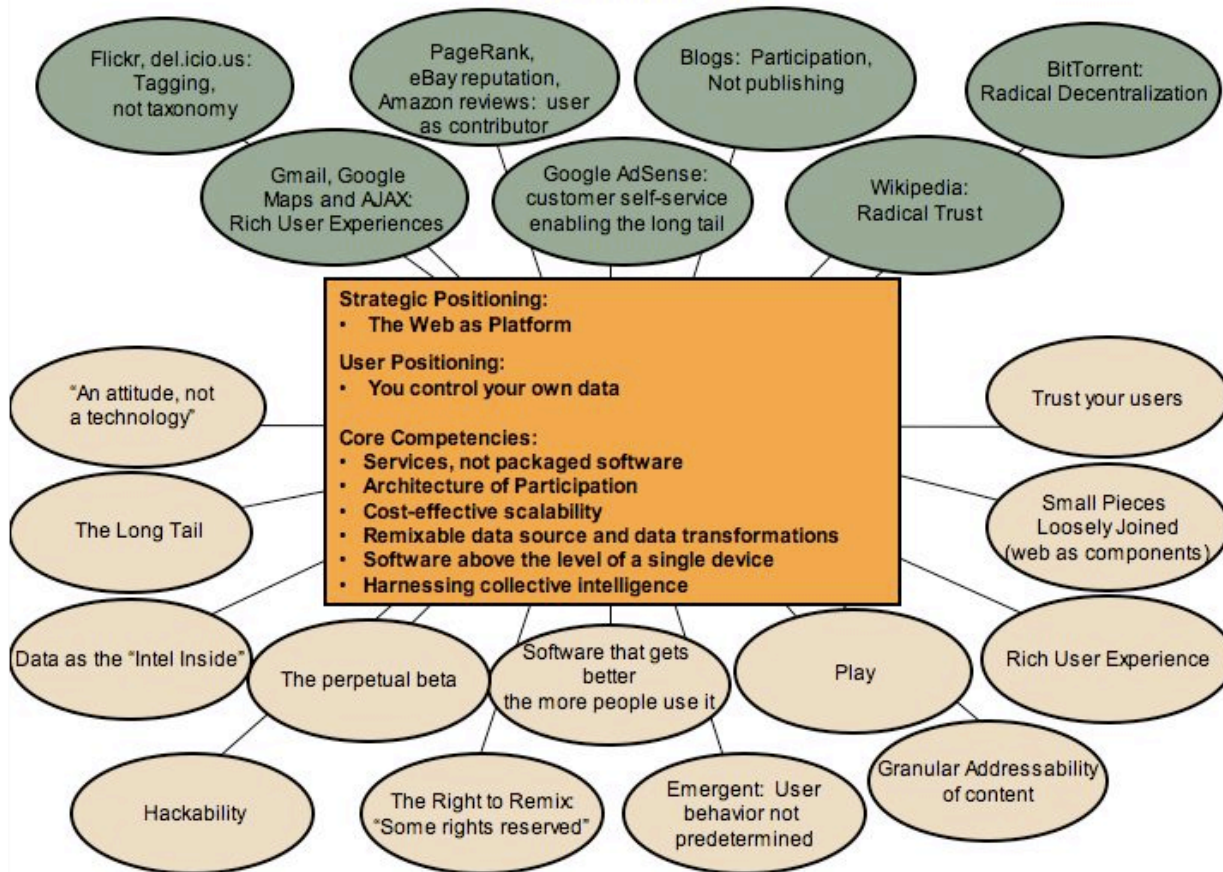 Flickr, del.icio.us:
Tagging,
not taxonomy
PageRank,
eBay reputation,
Amazon reviews: user
as contributor
Blogs: Participation,
Not publishing
BitTorrent:
Radical Decentralization
Gmail, Google
Maps and AJAX:
Rich User Experiences
Google AdSense:
customer self-service
enabling the long tail
Wikipedia:
Radical Trust
Strategic Positioning:
• The Web as Platform
User Positioning:
• You control your own data
Core Competencies:
• Services, not packaged software
• Architecture of Participation
• Cost-effective scalability
• Remixable data source and data transformations
• Software above the level of a single device
• Harnessing collective intelligence
“An attitude, not
a technology”
Trust your users
The Long Tail
Small Pieces
Loosely Joined
(web as components)
Data as the “Intel Inside”
The perpetual beta
Software that gets
better
the more people use it
Play
Rich User Experience
Hackability
The Right to Remix:
“Some rights reserved”
Emergent: User
behavior not
predetermined
Granular Addressability
of content